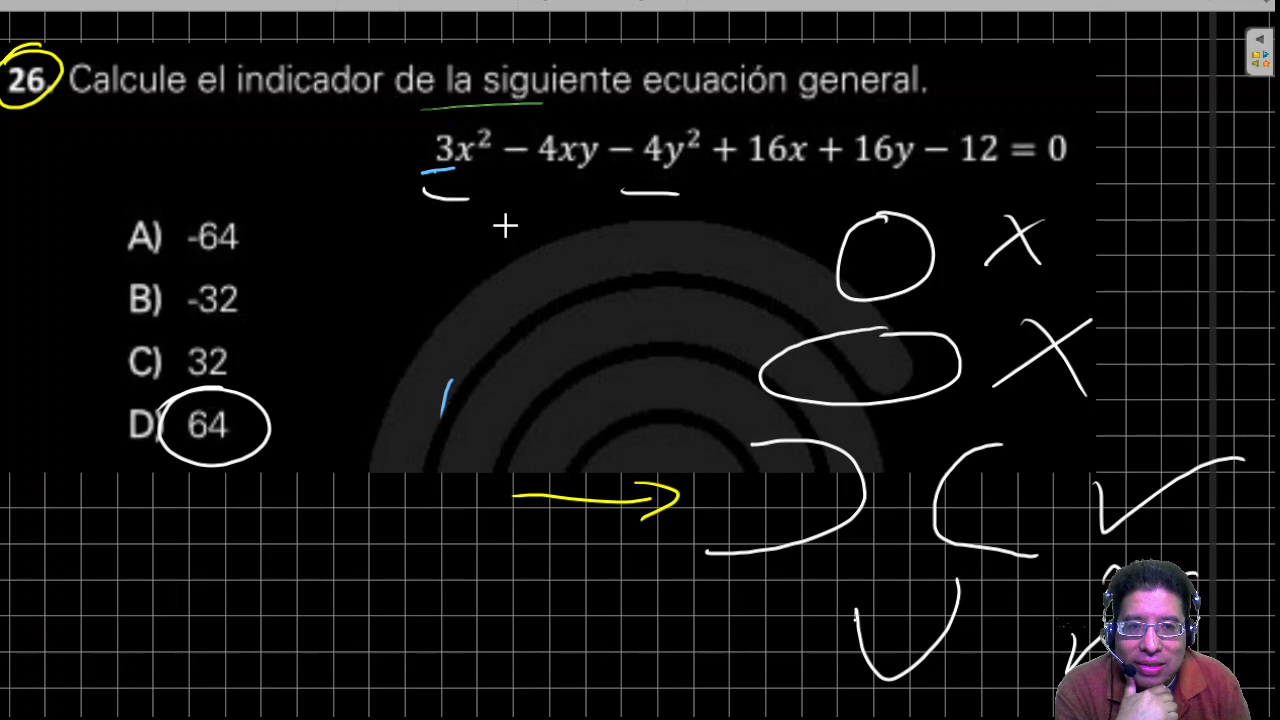 26. Calcule el indicador de la siguiente ecuación general.
3x² − 4xy − 4y² + 16x + 16y − 12 = 0
A) -64
B) -32
C) 32
D) 64